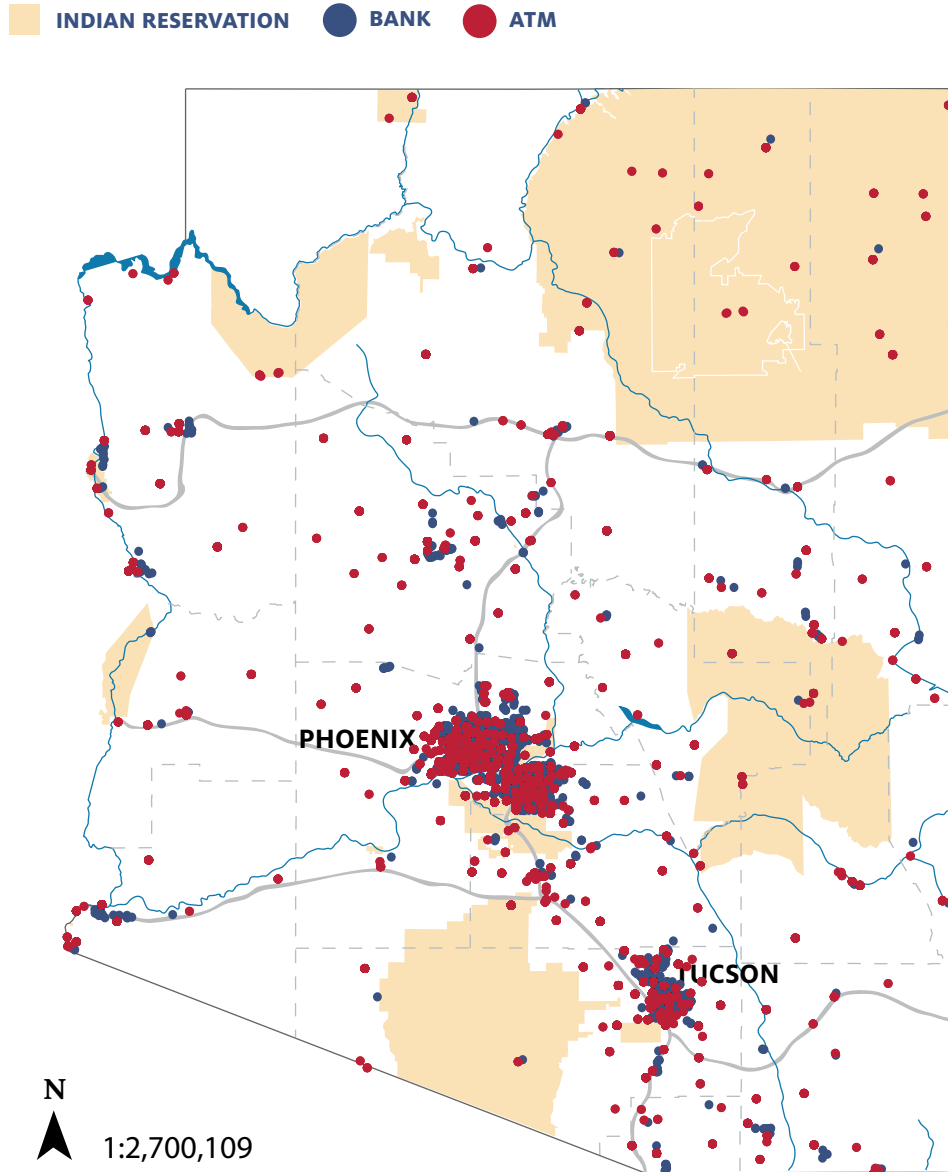 INDIAN RESERVATION BANK ATM
PHOENIX
TUCSON
N
1:2,700,109